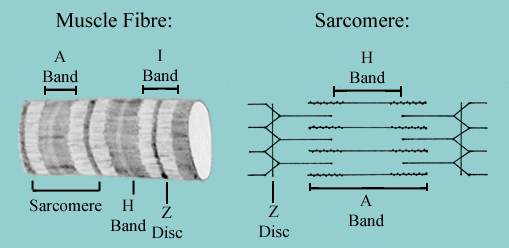 Muscle Fibre:
A
Band
I
Band
Sarcomere
H
Band
Z
Disc
Sarcomere:
H
Band
Z
Disc
A
Band